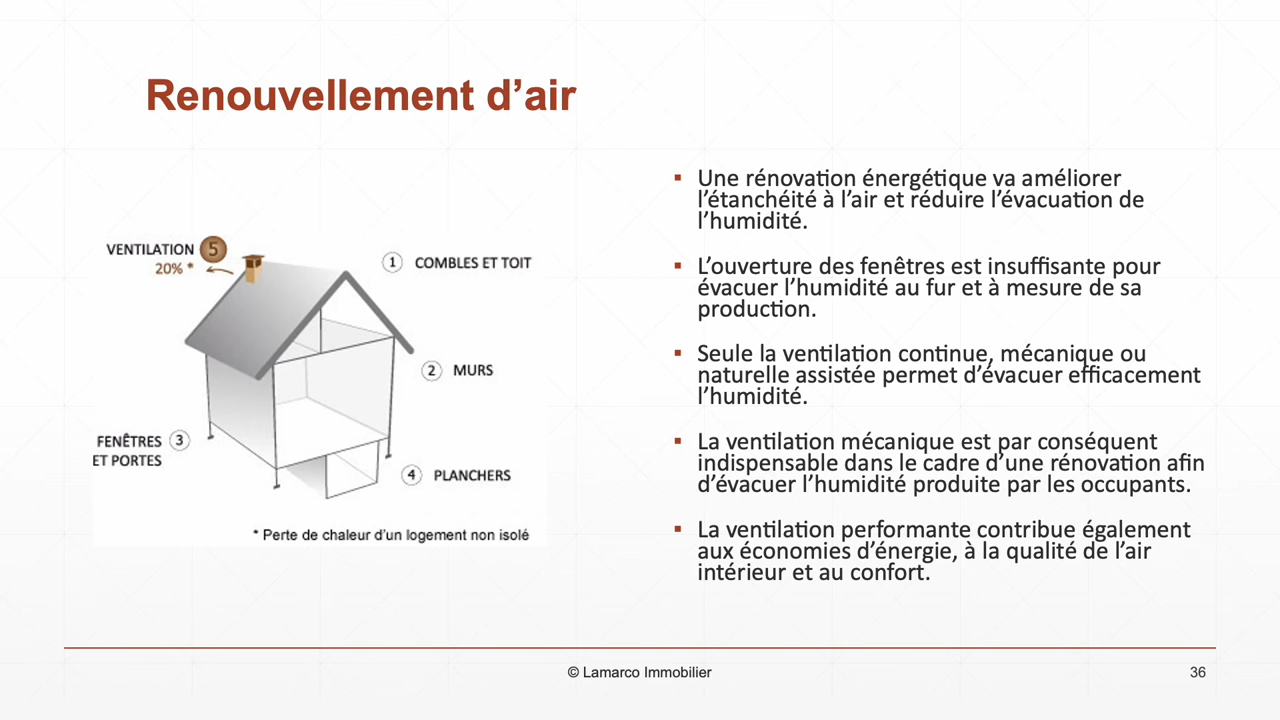 Renouvellement d’air
VENTILATION 5
20% *
1 COMBLES ET TOIT
2 MURS
FENÊTRES 3
ET PORTES
4 PLANCHERS
* Perte de chaleur d’un logement non isolé
▪ Une rénovation énergétique va améliorer
l’étanchéité à l’air et réduire l’évacuation de
l’humidité.
▪ L’ouverture des fenêtres est insuffisante pour
évacuer l’humidité au fur et à mesure de sa
production.
▪ Seule la ventilation continue, mécanique ou
naturelle assistée permet d’évacuer efficacement
l’humidité.
▪ La ventilation mécanique est par conséquent
indispensable dans le cadre d’une rénovation afin
d’évacuer l’humidité produite par les occupants.
▪ La ventilation performante contribue également
aux économies d’énergie, à la qualité de l’air
intérieur et au confort.
© Lamarco Immobilier
36